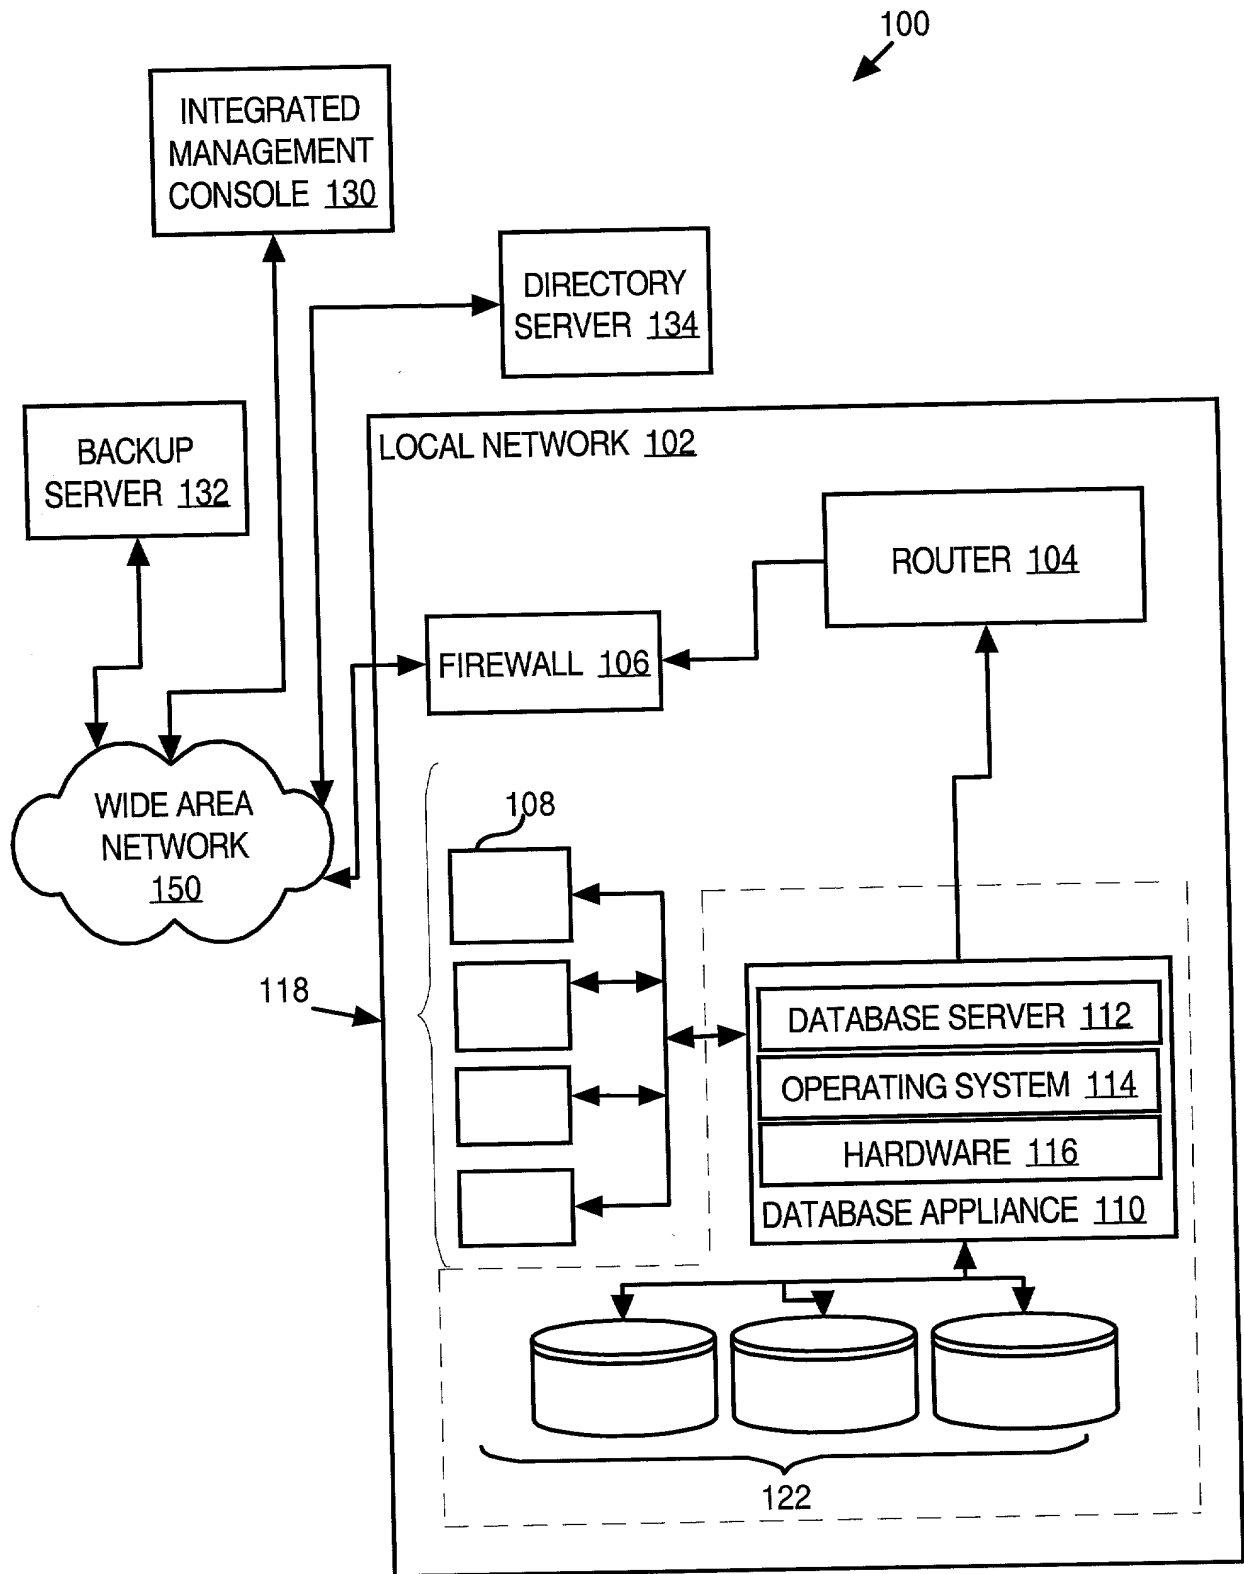 100
INTEGRATED
MANAGEMENT
CONSOLE 130
DIRECTORY
SERVER 134
BACKUP
SERVER 132
LOCAL NETWORK 102
ROUTER 104
FIREWALL 106
WIDE AREA
NETWORK
150
108
118
DATABASE SERVER 112
OPERATING SYSTEM 114
HARDWARE 116
DATABASE APPLIANCE 110
122